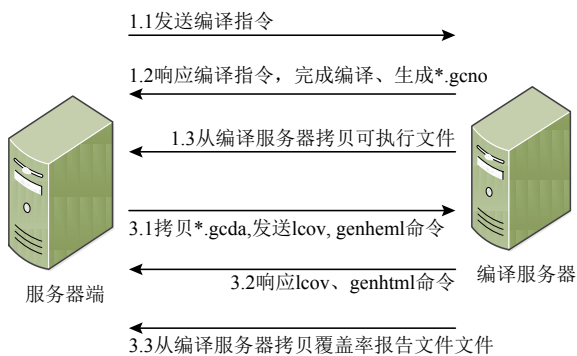 1.1发送编译指令
1.2响应编译指令，完成编译、生成*.gcno
1.3从编译服务器拷贝可执行文件
3.1拷贝*.gcda,发送lcov, genheml命令
3.2响应lcov、genhtml命令
服务器端
编译服务器
3.3从编译服务器拷贝覆盖率报告文件文件